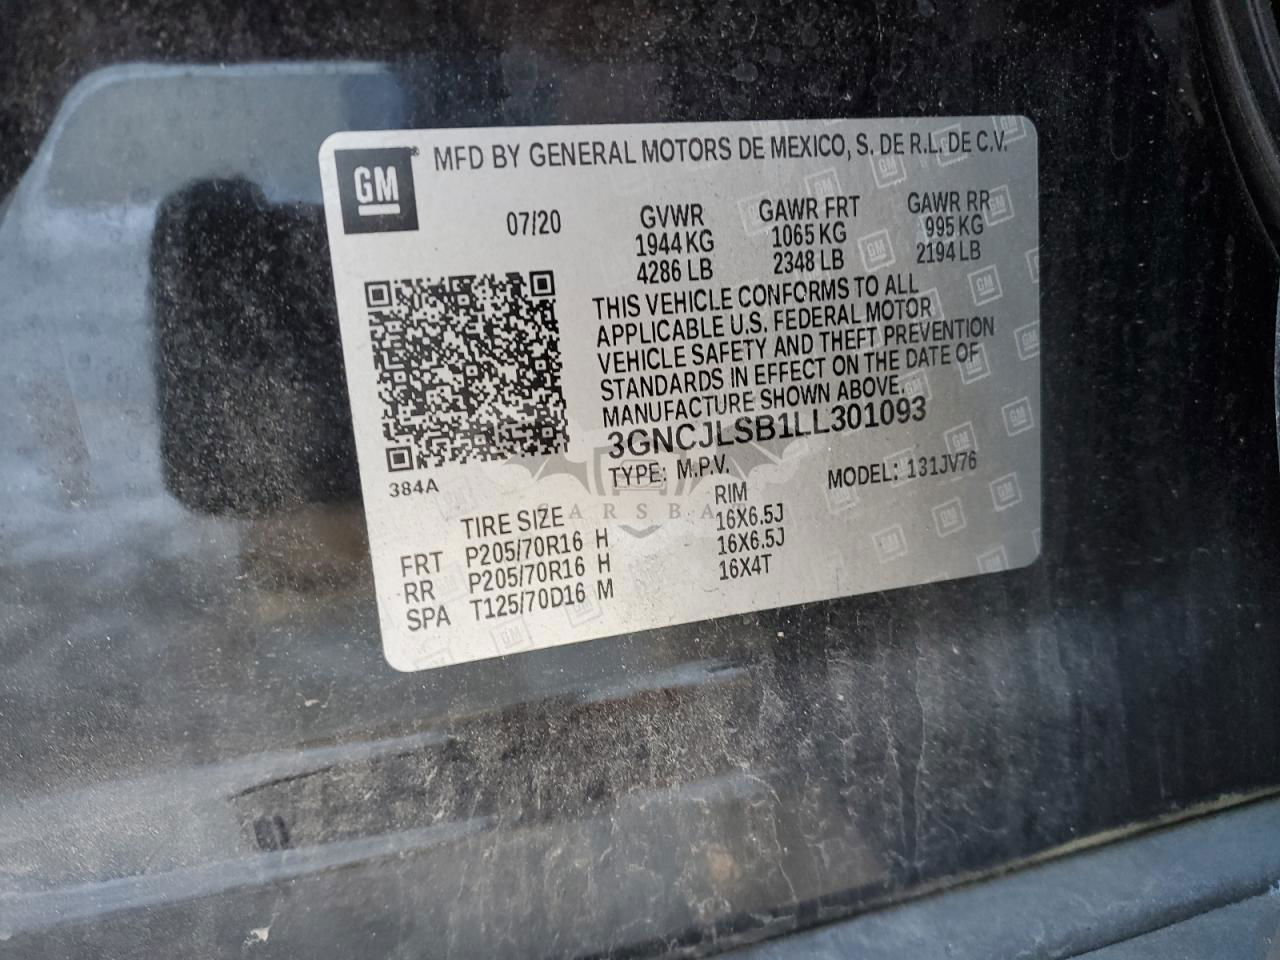 GM
MFD BY GENERAL MOTORS DE MEXICO, S. DE R.L. DE C.V.
07/20 GVWR GAWR FRT GAWR RR
1944 KG 1065 KG 995 KG
4286 LB 2348 LB 2194 LB
THIS VEHICLE CONFORMS TO ALL
APPLICABLE U.S. FEDERAL MOTOR
VEHICLE SAFETY AND THEFT PREVENTION
STANDARDS IN EFFECT ON THE DATE OF
MANUFACTURE SHOWN ABOVE.
3GNCJLSB1LL301093
TYPE: M.P.V. MODEL: 131JV76
384A
TIRE SIZE RIM
FRT P205/70R16 H 16X6.5J
RR P205/70R16 H 16X6.5J
SPA T125/70D16 M 16X4T